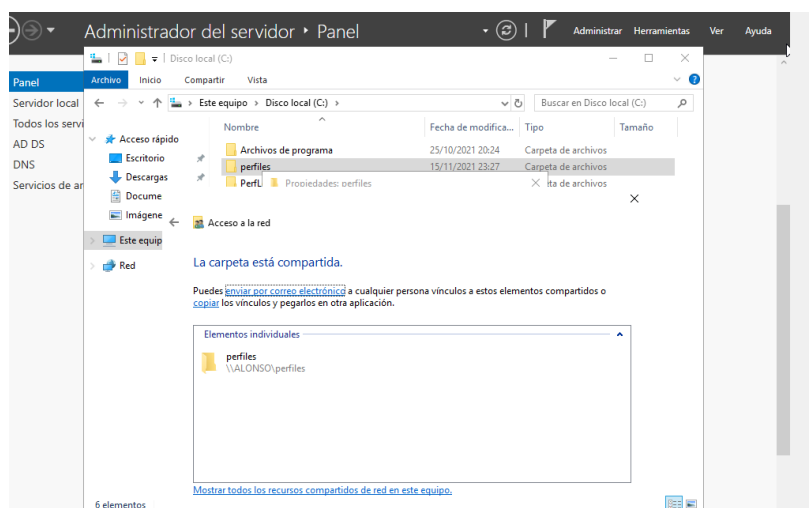 Administrador del servidor ‣ Panel
Administrar Herramientas Ver Ayuda
Disco local (C:)
Archivo Inicio Compartir Vista
Panel
Servidor local
Este equipo > Disco local (C:) >
Buscar en Disco local (C:)
Todos los servi
Nombre Fecha de modifica... Tipo Tamaño
AD DS
Acceso rápido
Archivos de programa 25/10/2021 20:24 Carpeta de archivos
DNS
Escritorio
perfiles 15/11/2021 23:27 Carpeta de archivos
Servicios de ar
Descargas
PerfL
Propiedades: perfiles
ta de archivos
Docume
Imágene
Acceso a la red
Este equip
Red
La carpeta está compartida.
Puedes enviar por correo electrónico a cualquier persona vínculos a estos elementos compartidos o
copiar los vínculos y pegarlos en otra aplicación.
Elementos individuales
perfiles
\\ALONSO\perfiles
Mostrar todos los recursos compartidos de red en este equipo.
6 elementos